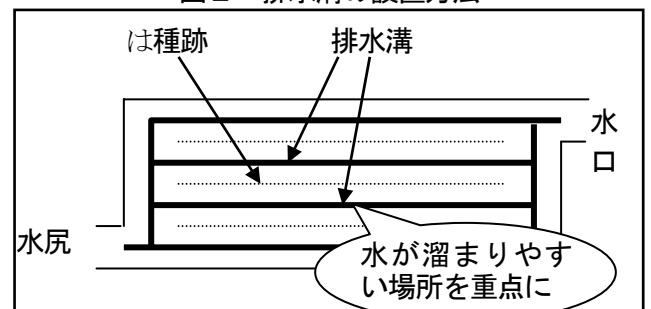 は種跡
排水溝
水
口
水尻
水が溜まりやす
い場所を重点に